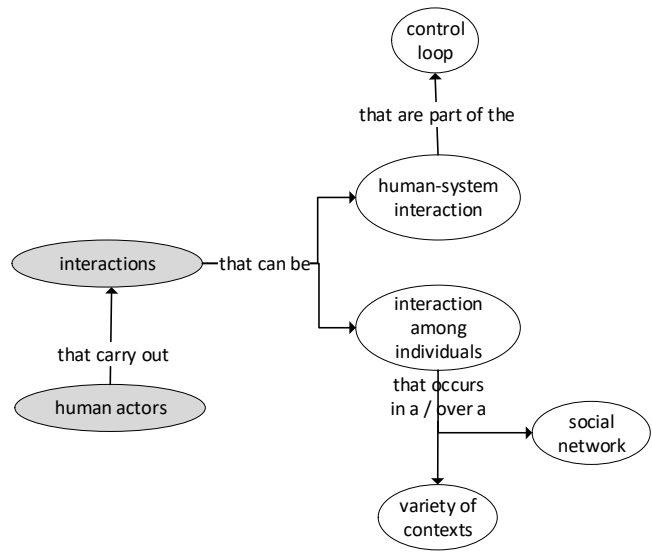 control
loop
that are part of the
human-system
interaction
interactions
that can be
interaction
among
individuals
that carry out
human actors
that occurs
in a / over a
social
network
variety of
contexts